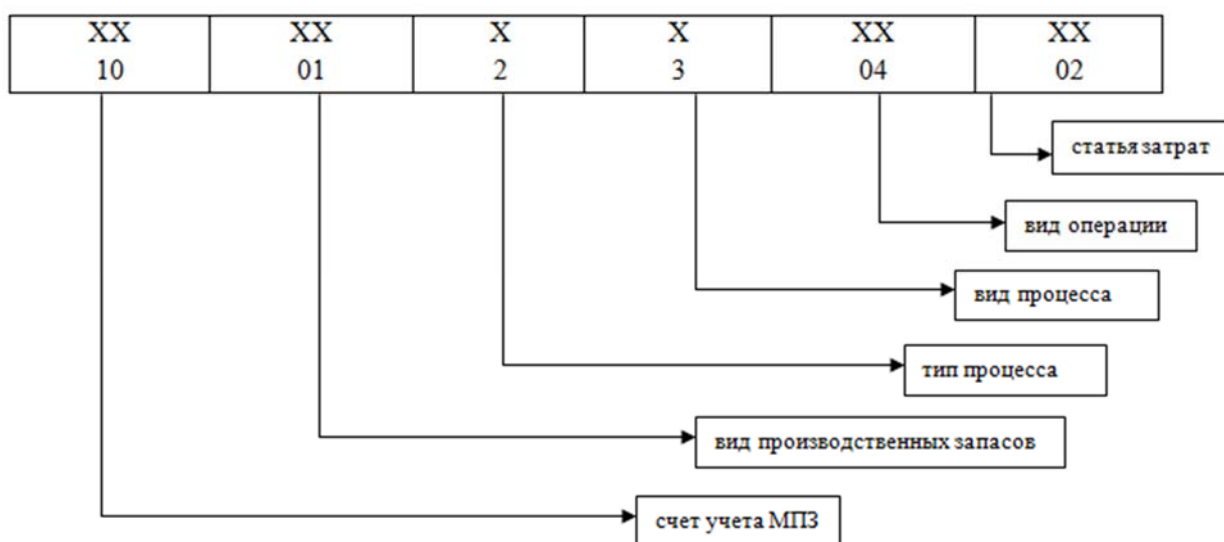 XX XX X X XX XX
10 01 2 3 04 02
статья затрат
вид операции
вид процесса
тип процесса
вид производственных запасов
счет учета МПЗ